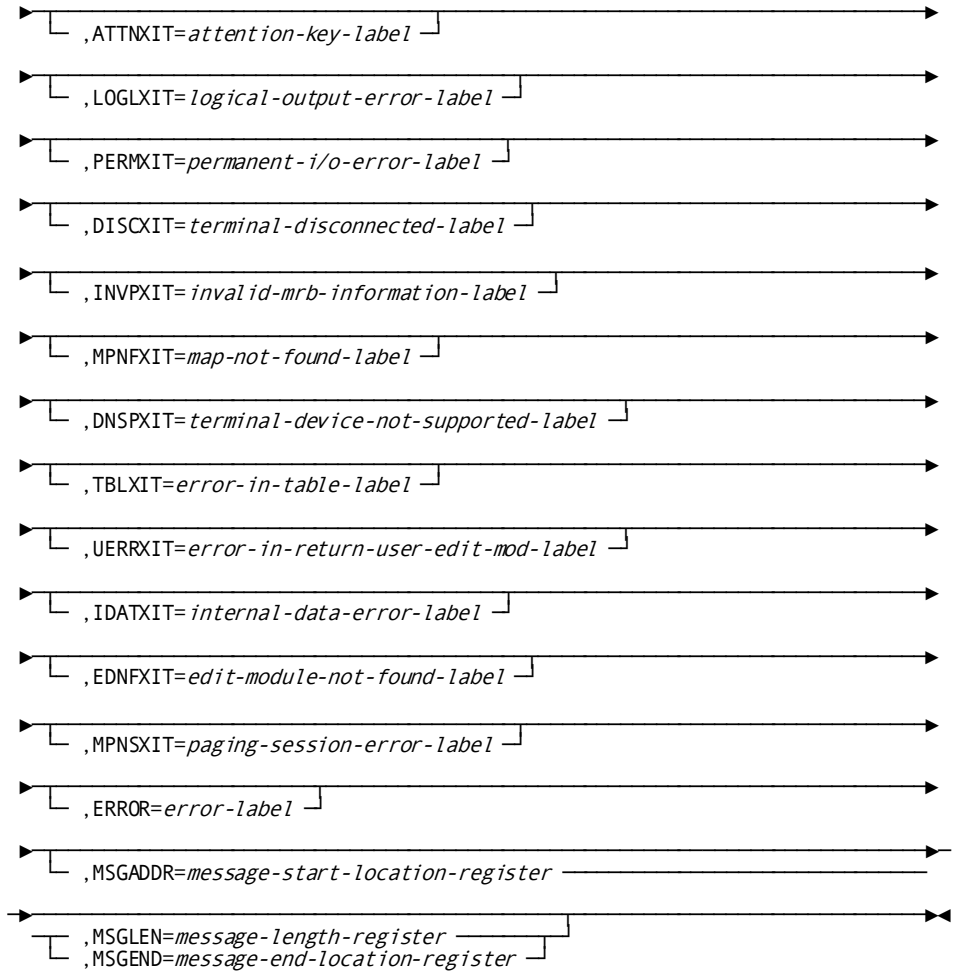 ,ATTNXIT=attention-key-label
,LOGLXIT=logical-output-error-label
,PERMXIT=permanent-i/o-error-label
,DISCXIT=terminal-disconnected-label
,INVPXIT=invalid-mrb-information-label
,MPNFXIT=map-not-found-label
,DNSPXIT=terminal-device-not-supported-label
,TBLXIT=error-in-table-label
,UERRXIT=error-in-return-user-edit-mod-label
,IDATXIT=internal-data-error-label
,EDNFXIT=edit-module-not-found-label
,MPNSXIT=paging-session-error-label
,ERROR=error-label
,MSGADDR=message-start-location-register
,MSGLEN=message-length-register
,MSGEND=message-end-location-register